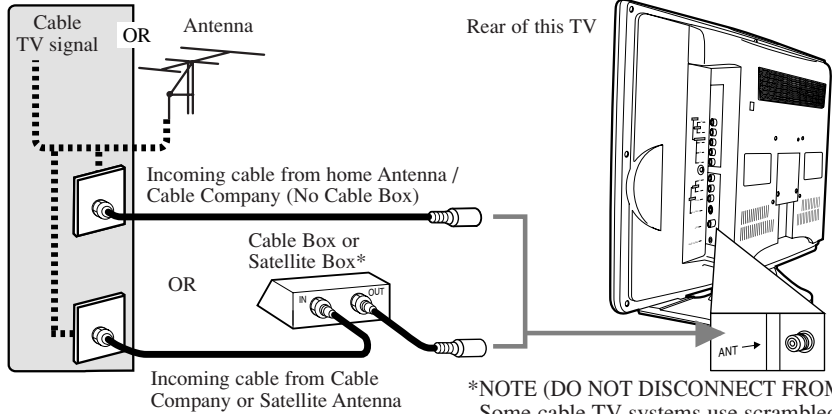 Cable
TV signal
OR
Antenna
Rear of this TV
Incoming cable from home Antenna /
Cable Company (No Cable Box)
Cable Box or
Satellite Box*
OR
IN
OUT
ANT
Incoming cable from Cable
Company or Satellite Antenna
*NOTE (DO NOT DISCONNECT FROM
Some cable TV systems use scrambled